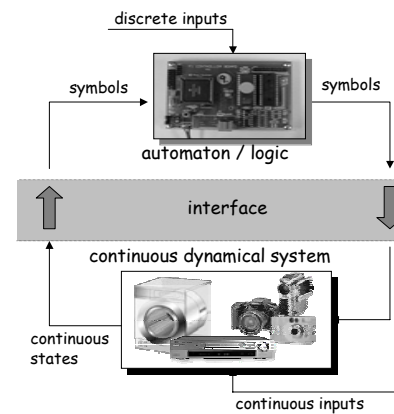 discrete inputs
symbols
symbols
automaton / logic
interface
continuous dynamical system
continuous
states
continuous inputs